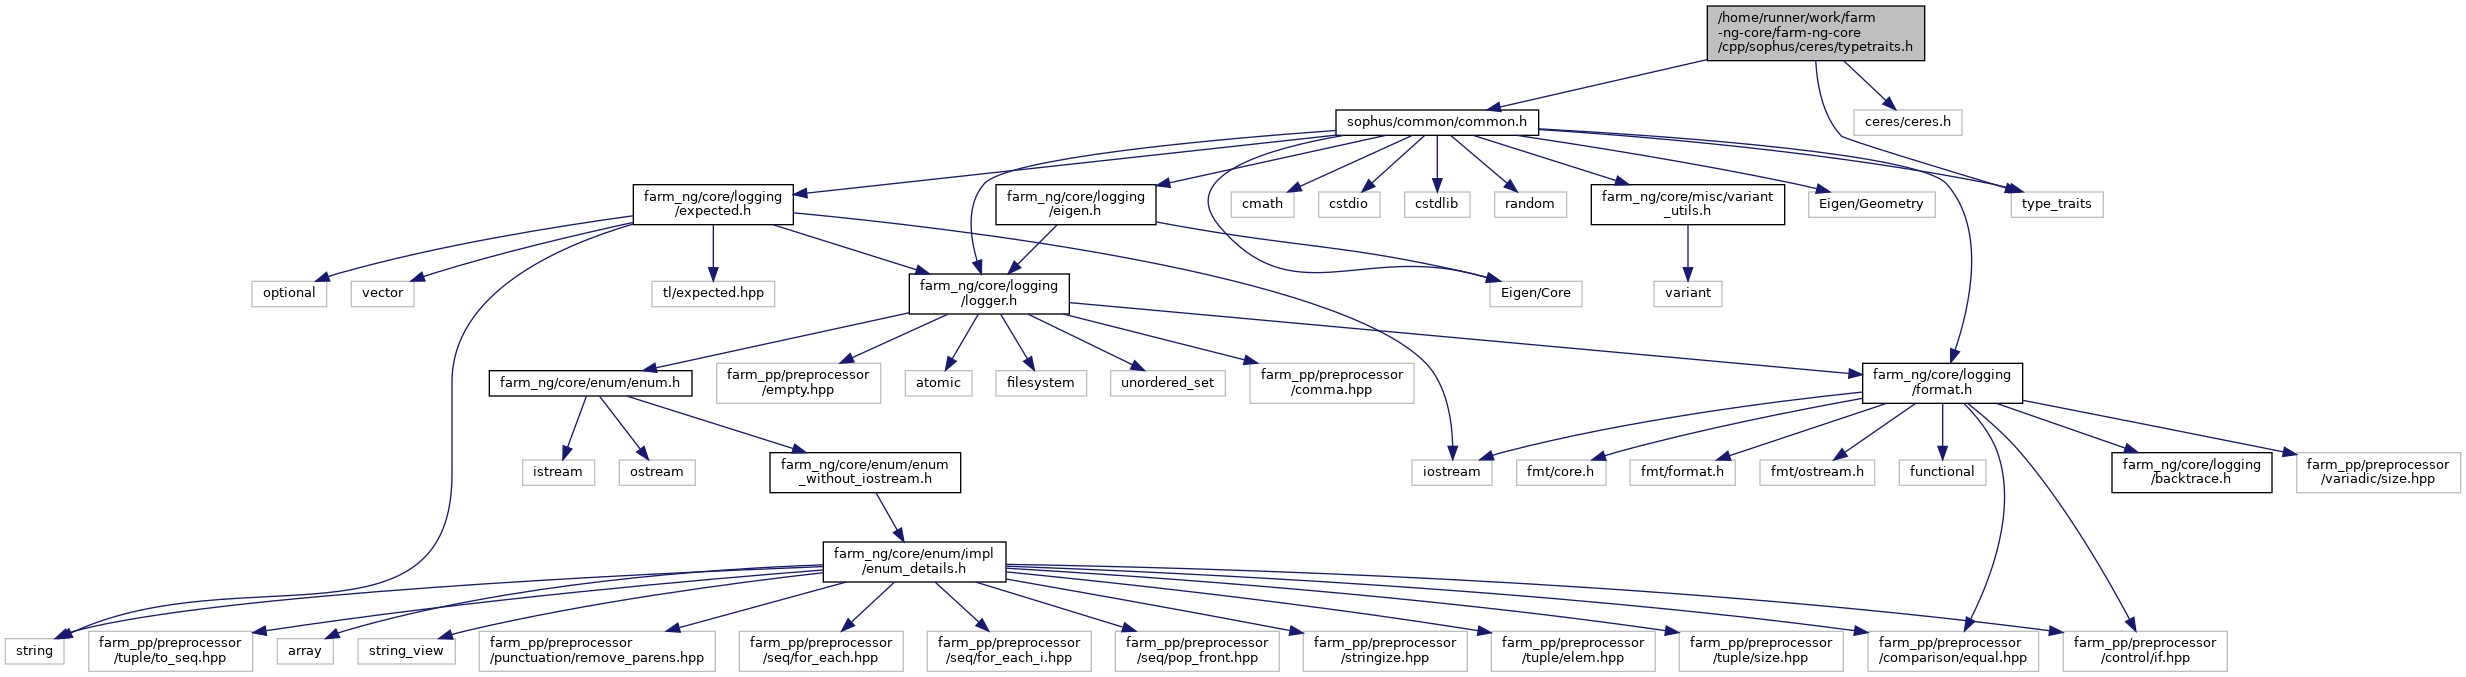 /home/runner/work/farm
-ng-core/farm-ng-core
/cpp/sophus/ceres/typetraits.h
sophus/common/common.h
ceres/ceres.h
farm_ng/core/logging
/expected.h
farm_ng/core/logging
/eigen.h
cmath
cstdio
cstdlib
random
farm_ng/core/misc/variant
_utils.h
Eigen/Geometry
type_traits
optional
vector
tl/expected.hpp
farm_ng/core/logging
/logger.h
Eigen/Core
variant
farm_ng/core/enum/enum.h
farm_pp/preprocessor
/empty.hpp
atomic
filesystem
unordered_set
farm_pp/preprocessor
/comma.hpp
farm_ng/core/logging
/format.h
istream
ostream
farm_ng/core/enum/enum
_without_iostream.h
iostream
fmt/core.h
fmt/format.h
fmt/ostream.h
functional
farm_ng/core/logging
/backtrace.h
farm_pp/preprocessor
/variadic/size.hpp
farm_ng/core/enum/impl
/enum_details.h
string
farm_pp/preprocessor
/tuple/to_seq.hpp
array
string_view
farm_pp/preprocessor
/punctuation/remove_parens.hpp
farm_pp/preprocessor
/seq/for_each.hpp
farm_pp/preprocessor
/seq/for_each_i.hpp
farm_pp/preprocessor
/seq/pop_front.hpp
farm_pp/preprocessor
/stringize.hpp
farm_pp/preprocessor
/tuple/elem.hpp
farm_pp/preprocessor
/tuple/size.hpp
farm_pp/preprocessor
/comparison/equal.hpp
farm_pp/preprocessor
/control/if.hpp